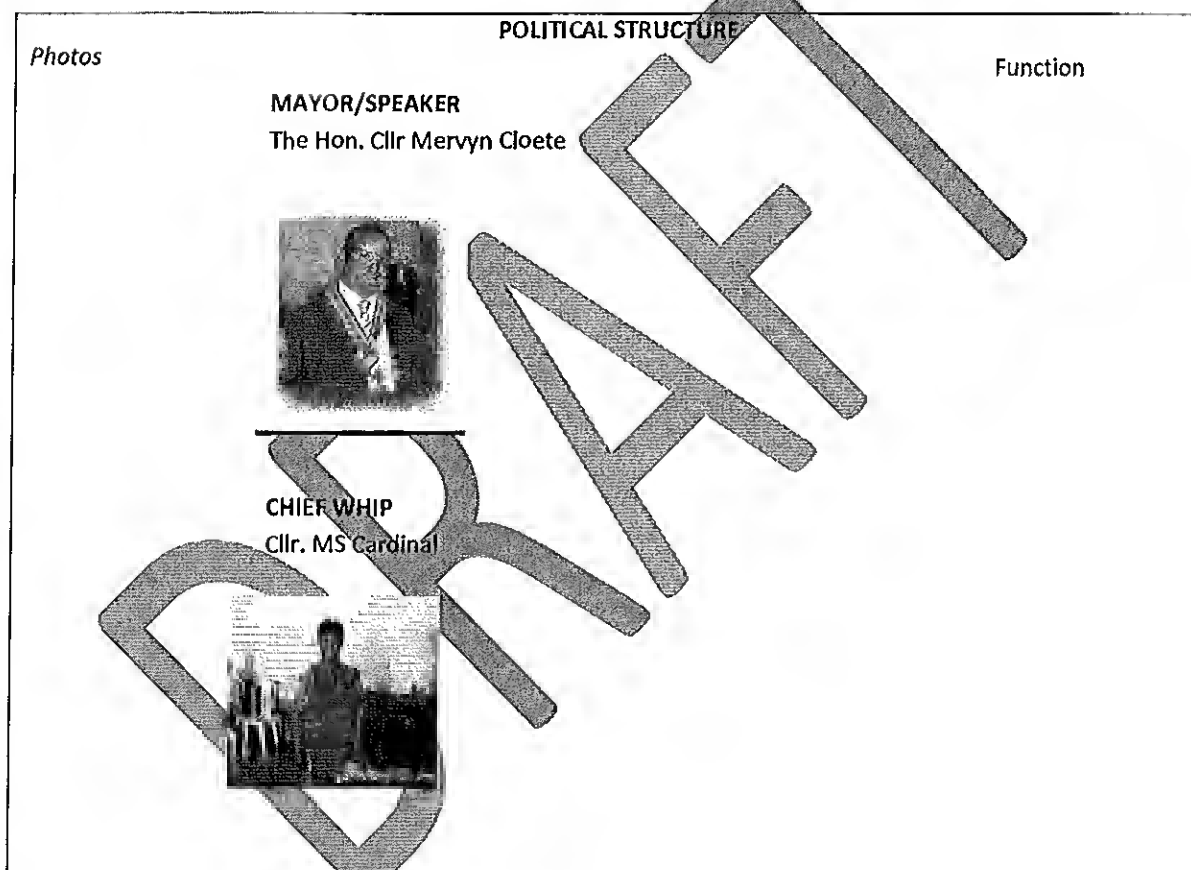 POLITICAL STRUCTURE
Photos
Function
MAYOR/SPEAKER
The Hon. Cllr Mervyn Cloete
CHIEF WHIP
Cllr. MS Cardinal
DRAFT